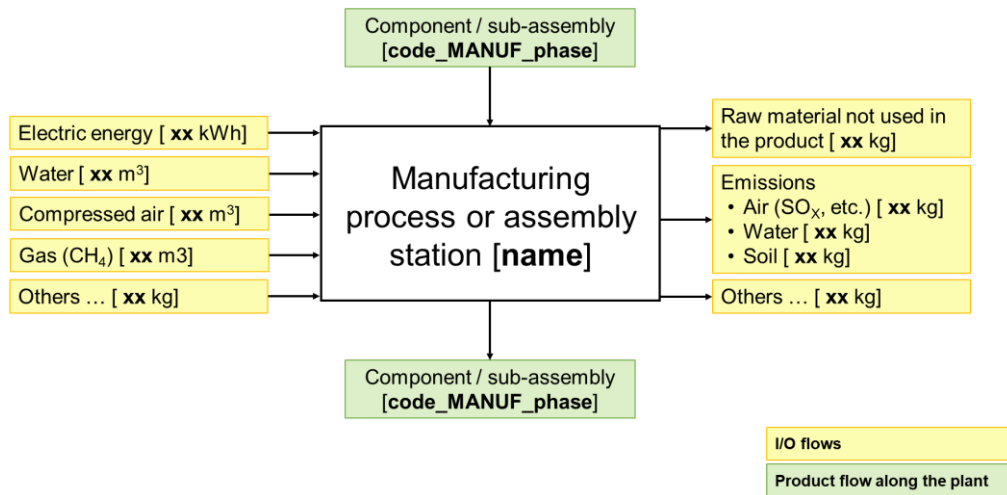 Component / sub-assembly
[code_MANUF_phase]
Electric energy [ xx kWh]
Water [ xx m³]
Compressed air [ xx m³]
Gas (CH₄) [ xx m3]
Others … [ xx kg]
Manufacturing
process or assembly
station [name]
Raw material not used in
the product [ xx kg]
Emissions
• Air (SOₓ, etc.) [ xx kg]
• Water [ xx kg]
• Soil [ xx kg]
Others … [ xx kg]
Component / sub-assembly
[code_MANUF_phase]
I/O flows
Product flow along the plant